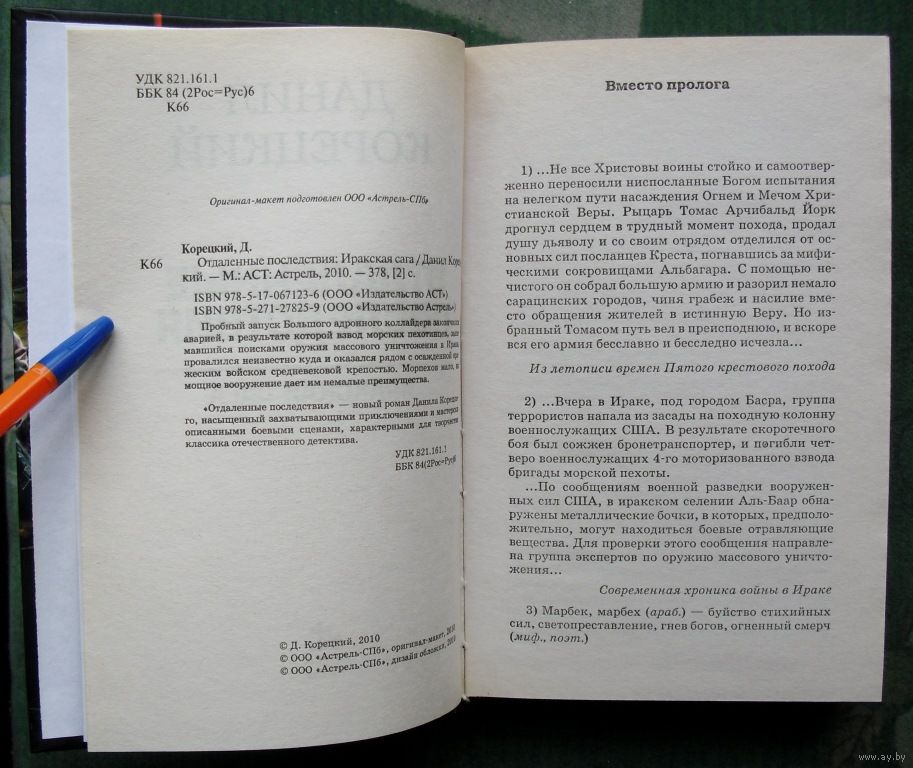 УДК 821.161.1
ББК 84 (2Рос=Рус)6
К66
ДАНИЛ
КОРЕЦКИЙ
Оригинал-макет подготовлен ООО «Астрель-СПб»
Корецкий, Д.
К66 Отдаленные последствия: Иракская сага / Данил Корец
кий. — М.: АСТ: Астрель, 2010. — 378, [2] с.
ISBN 978-5-17-067123-6 (ООО «Издательство АСТ»)
ISBN 978-5-271-27825-9 (ООО «Издательство Астрель»)
Пробный запуск Большого адронного коллайдера закончился
аварией, в результате которой взвод морских пехотинцев, зани
мавшийся поисками оружия массового уничтожения в Ираке,
провалился неизвестно куда и оказался рядом с осажденной
жеским войском средневековой крепостью. Морпехов мало, но
мощное вооружение дает им немалые преимущества.
«Отдаленные последствия» — новый роман Данила Корецко-
го, насыщенный захватывающими приключениями и мастерски
описанными боевыми сценами, характерными для творчества
классика отечественного детектива.
УДК 821.161.1
ББК 84(2Рос=Рус)6
© Д. Корецкий, 2010
© ООО «Астрель-СПб», оригинал-макет, 2010
© ООО «Астрель-СПб», дизайн обложки, 2010
Вместо пролога
1) ...Не все Христовы воины стойко и самоотвер-
женно переносили ниспосланные Богом испытания
на нелегком пути насаждения Огнем и Мечом Хри-
стианской Веры. Рыцарь Томас Арчибальд Йорк
дрогнул сердцем в трудный момент похода, продал
душу дьяволу и со своим отрядом отделился от ос-
новных сил посланцев Креста, погнавшись за мифи-
ческими сокровищами Альбагара. С помощью не-
чистого он собрал большую армию и разорил немало
сарацинских городов, чиня грабеж и насилие вме-
сто обращения жителей в истинную Веру. Но из-
бранный Томасом путь вел в преисподнюю, и вскоре
вся его армия бесславно и бесследно исчезла...
Из летописи времен Пятого крестового похода
2) ...Вчера в Ираке, под городом Басра, группа
террористов напала из засады на походную колонну
военнослужащих США. В результате скоротечного
боя был сожжен бронетранспортер, и погибли чет-
веро военнослужащих 4-го моторизованного взвода
бригады морской пехоты.
...По сообщениям военной разведки вооружен-
ных сил США, в иракском селении Аль-Баар обна-
ружены металлические бочки, в которых, предполо-
жительно, могут находиться боевые отравляющие
вещества. Для проверки этого сообщения направле-
на группа экспертов по оружию массового уничто-
жения...
Современная хроника войны в Ираке
3) Марбек, марбех (араб.) — буйство стихийных
сил, светопреставление, гнев богов, огненный смерч
(миф., поэт.)
www.ay.by